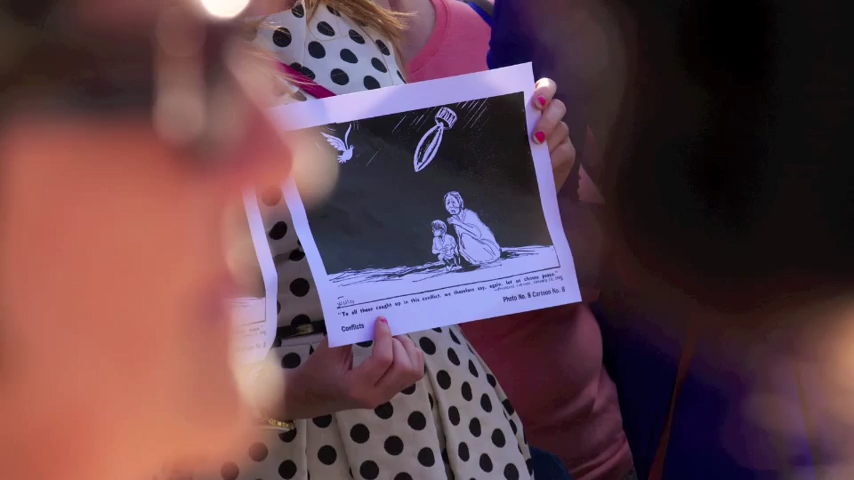 "To all those caught up in this conflict, we therefore say, again, let us choose peace"
Photo No. 8 Cartoon No. 8
Conflicts